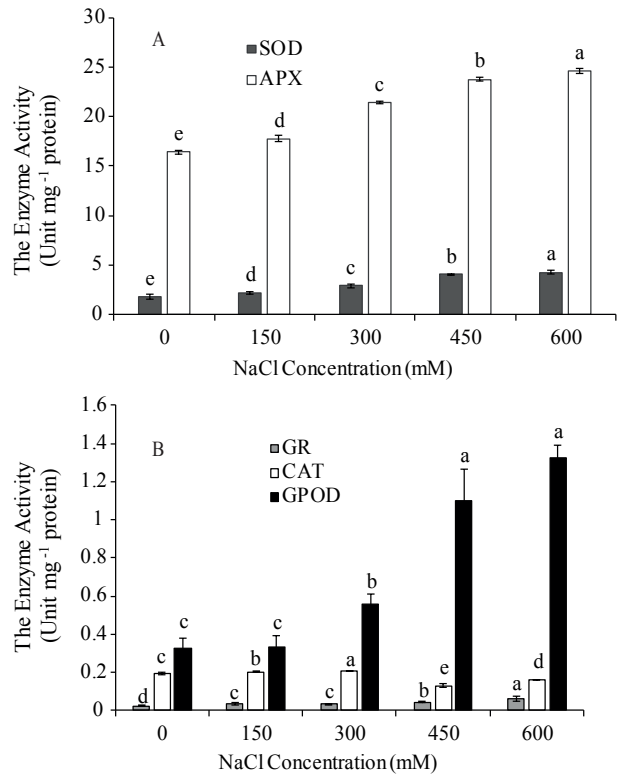 A
SOD
APX
The Enzyme Activity
(Unit mg⁻¹ protein)
30
25
20
15
10
5
0
e
e
d
d
c
c
b
b
a
a
0 150 300 450 600
NaCl Concentration (mM)
B
GR
CAT
GPOD
The Enzyme Activity
(Unit mg⁻¹ protein)
1.6
1.4
1.2
1
0.8
0.6
0.4
0.2
0
d c c
c b c
c a b
b e a
a d a
0 150 300 450 600
NaCl Concentration (mM)